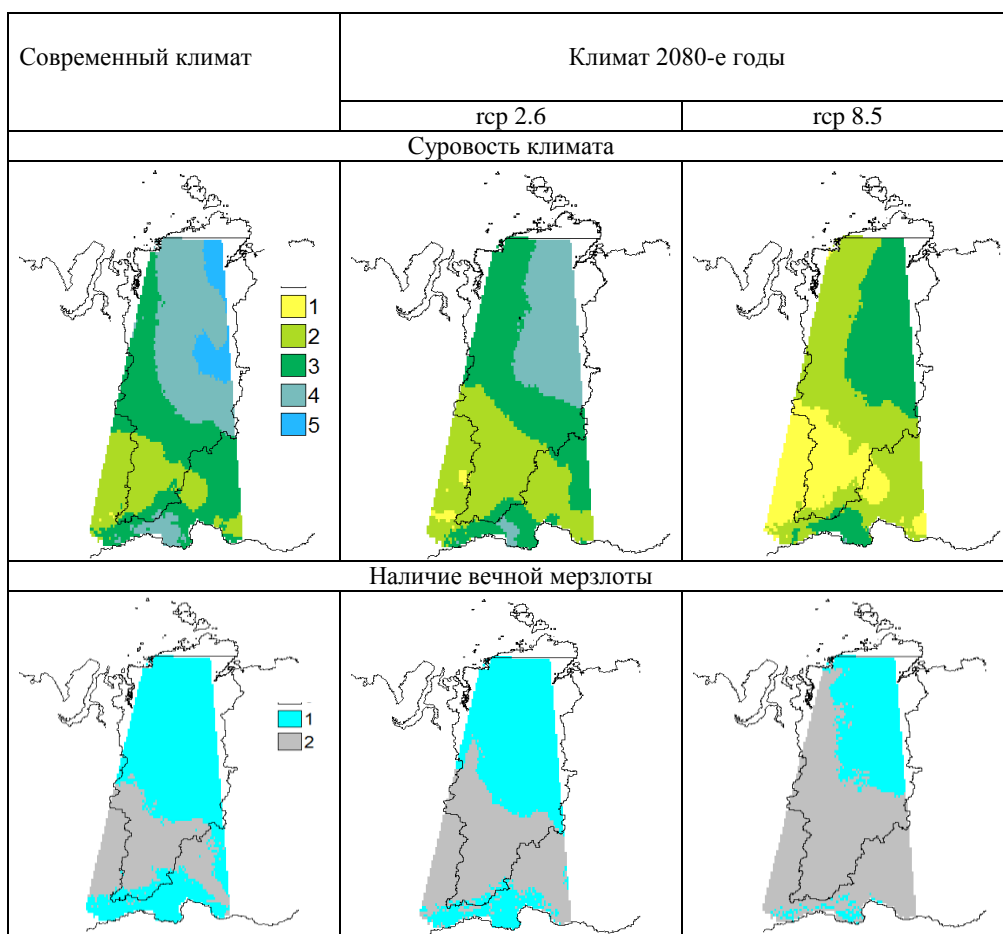 Современный климат
Климат 2080-е годы
rcp 2.6
rcp 8.5
Суровость климата
1
2
3
4
5
Наличие вечной мерзлоты
1
2